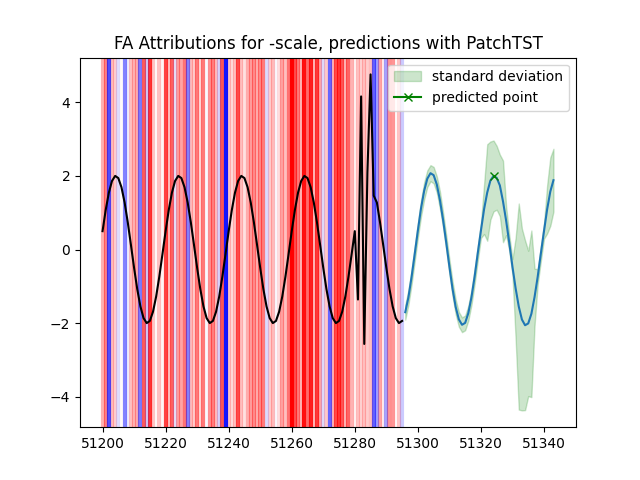 FA Attributions for -scale, predictions with PatchTST
standard deviation
predicted point
4
2
0
−2
−4
51200 51220 51240 51260 51280 51300 51320 51340